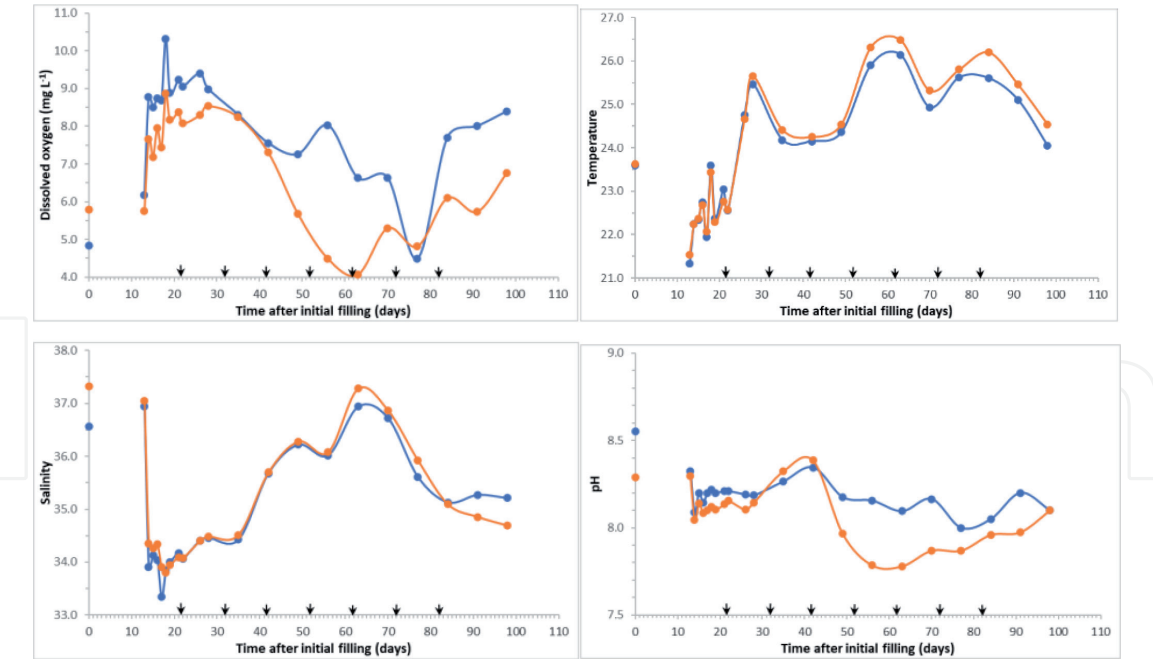 11.0
10.0
9.0
8.0
7.0
6.0
5.0
4.0
Dissolved oxygen (mg L⁻¹)
0 10 20 30 40 50 60 70 80 90 100 110
Time after initial filling (days)
27.0
26.0
25.0
24.0
23.0
22.0
21.0
Temperature
0 10 20 30 40 50 60 70 80 90 100 110
Time after initial filling (days)
38.0
37.0
36.0
35.0
34.0
33.0
Salinity
0 10 20 30 40 50 60 70 80 90 100 110
Time after initial filling (days)
9.0
8.5
8.0
7.5
pH
0 10 20 30 40 50 60 70 80 90 100 110
Time after initial filling (days)